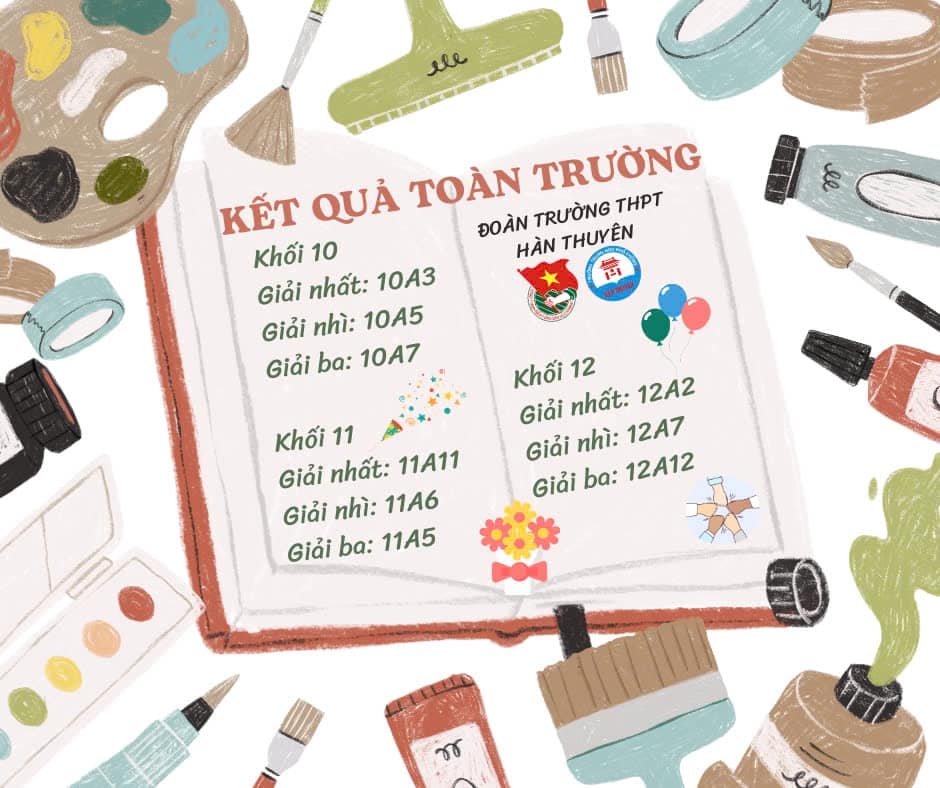 KẾT QUẢ TOÀN TRƯỜNG
Khối 10
Giải nhất: 10A3
Giải nhì: 10A5
Giải ba: 10A7
Khối 11
Giải nhất: 11A11
Giải nhì: 11A6
Giải ba: 11A5
ĐOÀN TRƯỜNG THPT
HÀN THUYÊN
Khối 12
Giải nhất: 12A2
Giải nhì: 12A7
Giải ba: 12A12